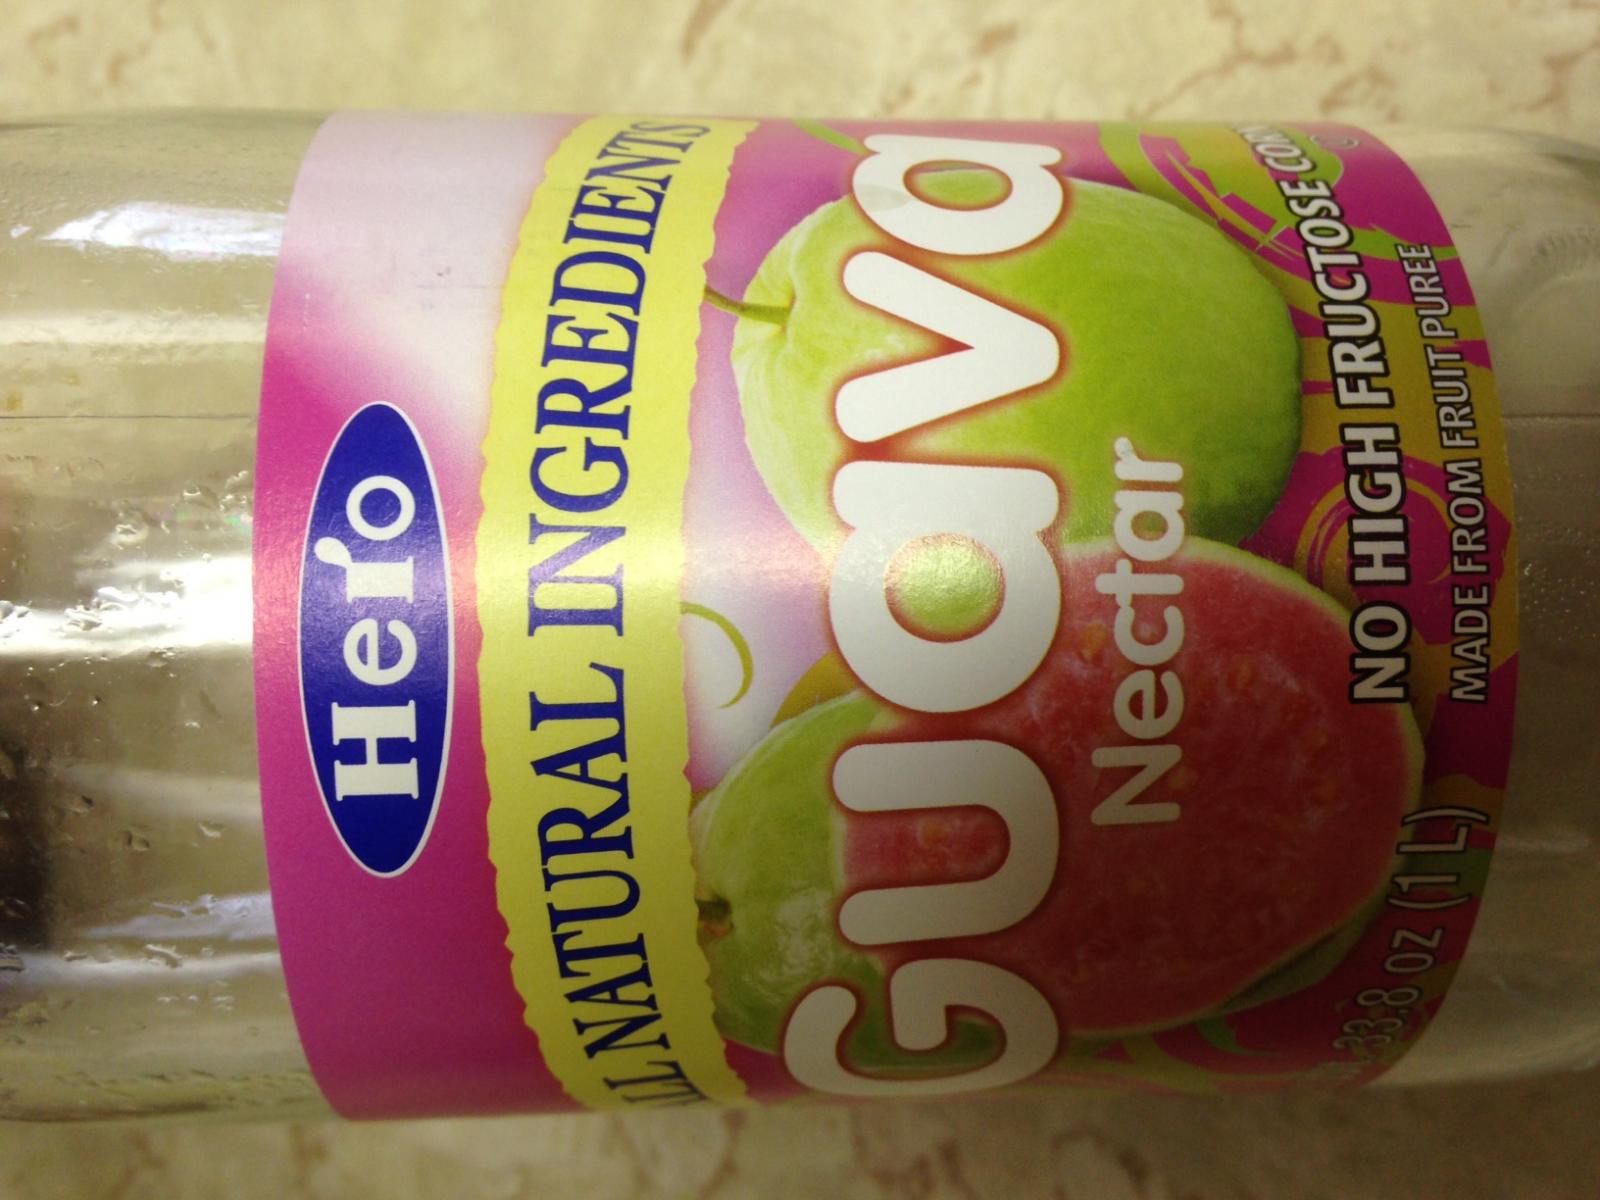 Hero
ALL NATURAL INGREDIENTS
Guava
Nectar
NO HIGH FRUCTOSE
MADE FROM FRUIT PUREE
33.8 OZ (1 L)